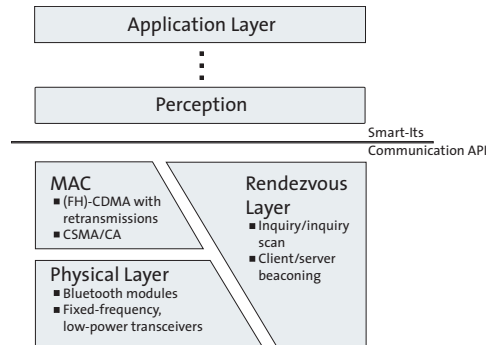 Application Layer
Perception
Smart-Its
Communication API
MAC
■ (FH)-CDMA with
retransmissions
■ CSMA/CA
Rendezvous
Layer
■ Inquiry/inquiry
scan
■ Client/server
beaconing
Physical Layer
■ Bluetooth modules
■ Fixed-frequency,
low-power transceivers